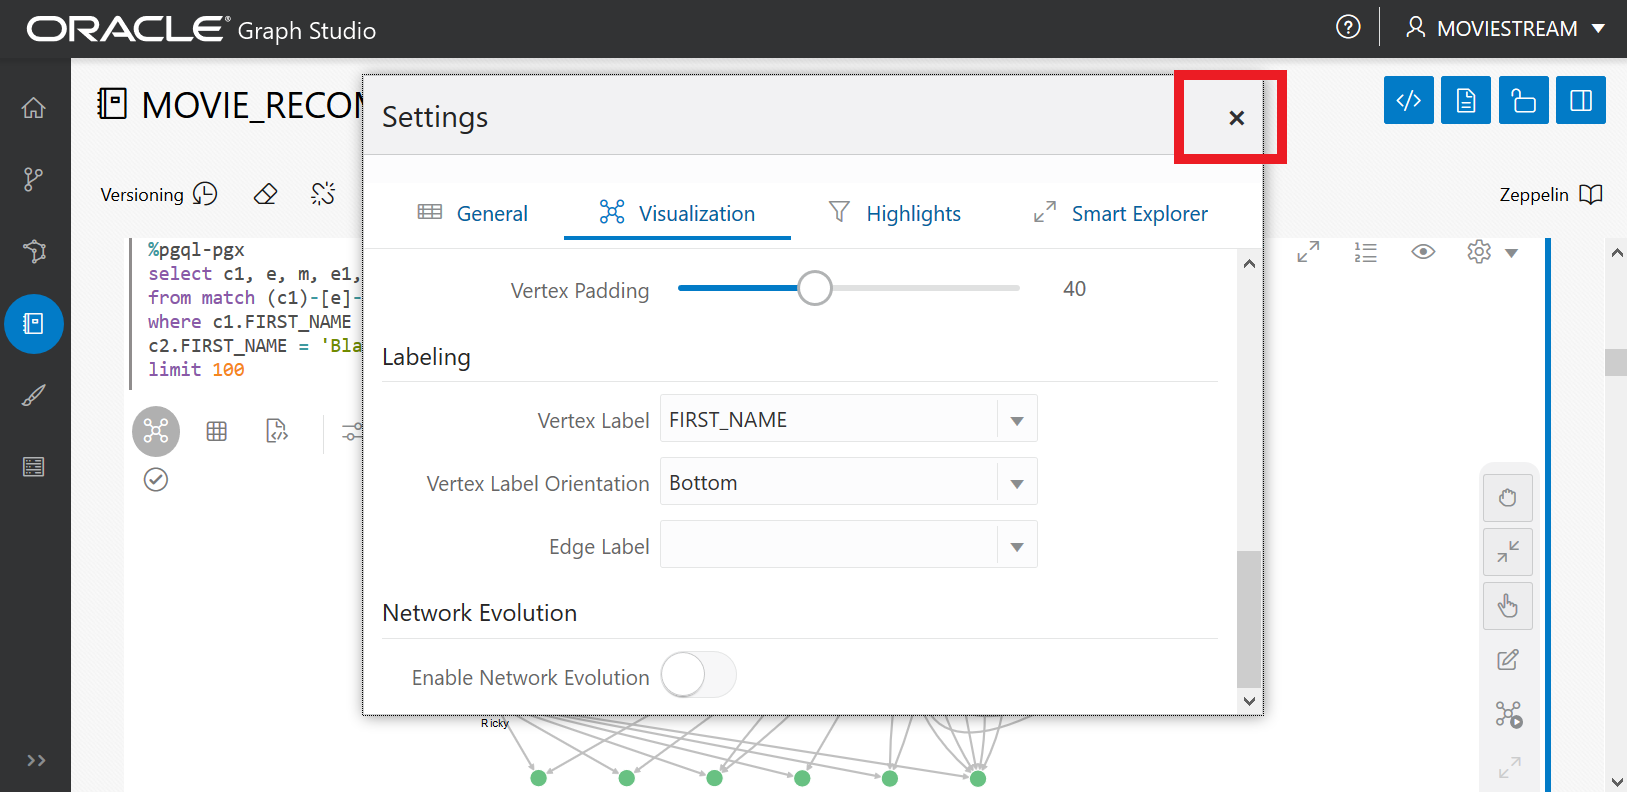 ORACLE® Graph Studio
MOVIESTREAM
MOVIE_RECOM
Settings
Versioning
Zeppelin
General
Visualization
Highlights
Smart Explorer
%pgql-pgx
select c1, e, m, e1,
from match (c1)-[e]-
where c1.FIRST_NAME
c2.FIRST_NAME = 'Bla
limit 100
Vertex Padding
40
Labeling
Vertex Label
FIRST_NAME
Vertex Label Orientation
Bottom
Edge Label
Network Evolution
Enable Network Evolution
Ricky